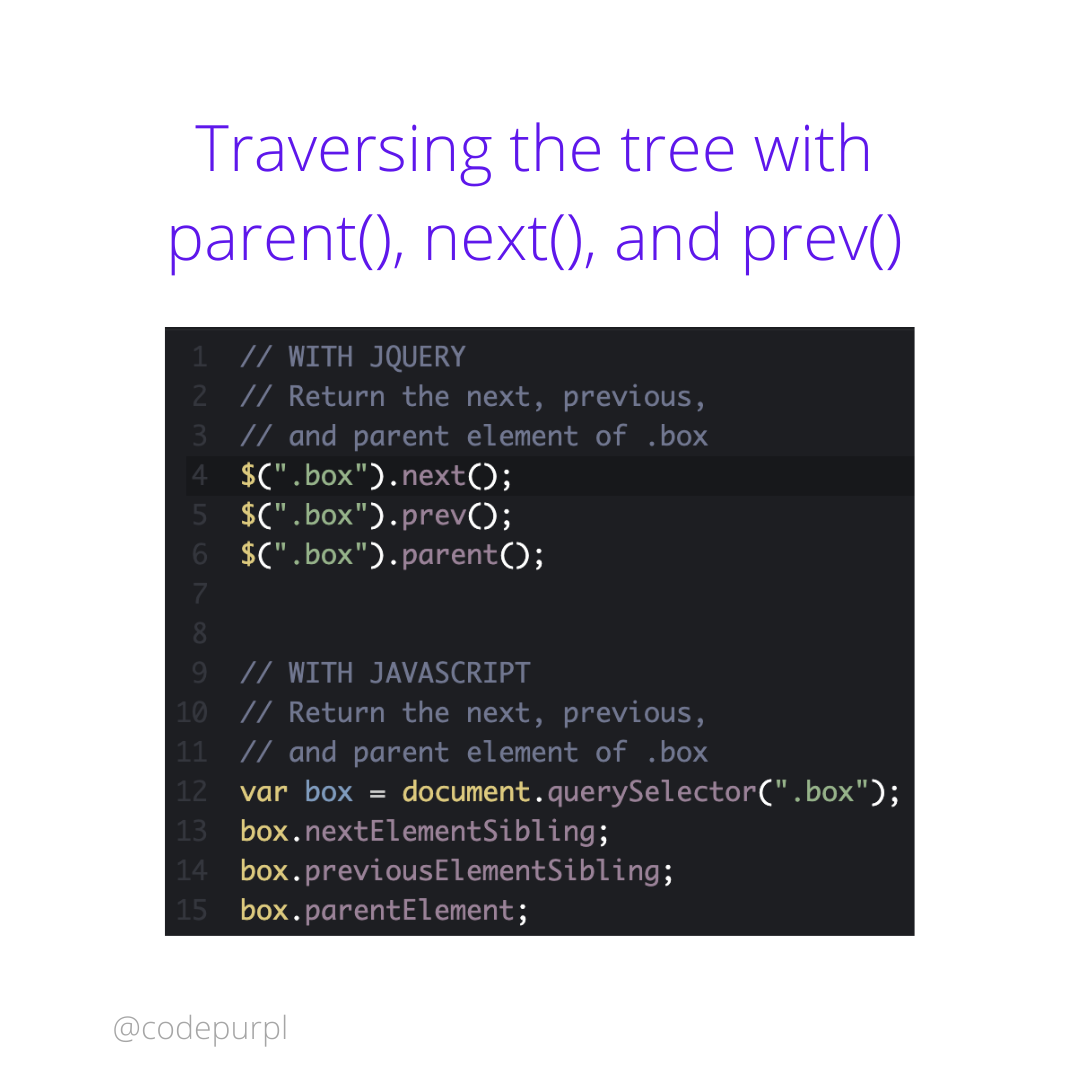 Traversing the tree with
parent(), next(), and prev()
1 // WITH JQUERY
2 // Return the next, previous,
3 // and parent element of .box
4 $(".box").next();
5 $(".box").prev();
6 $(".box").parent();
7
8
9 // WITH JAVASCRIPT
10 // Return the next, previous,
11 // and parent element of .box
12 var box = document.querySelector(".box");
13 box.nextElementSibling;
14 box.previousElementSibling;
15 box.parentElement;
@codepurpl